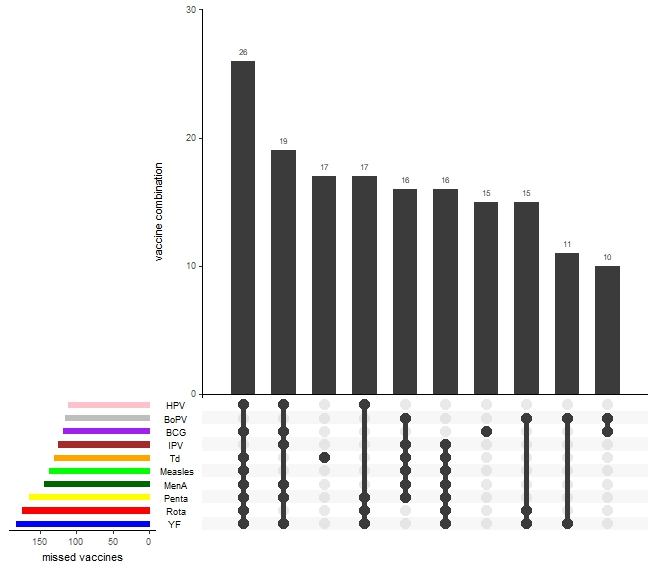 30
26
20
19
17
17
16
16
15
15
11
10
10
0
vaccine combination
HPV
BoPV
BCG
IPV
Td
Measles
MenA
Penta
Rota
YF
150 100 50 0
missed vaccines